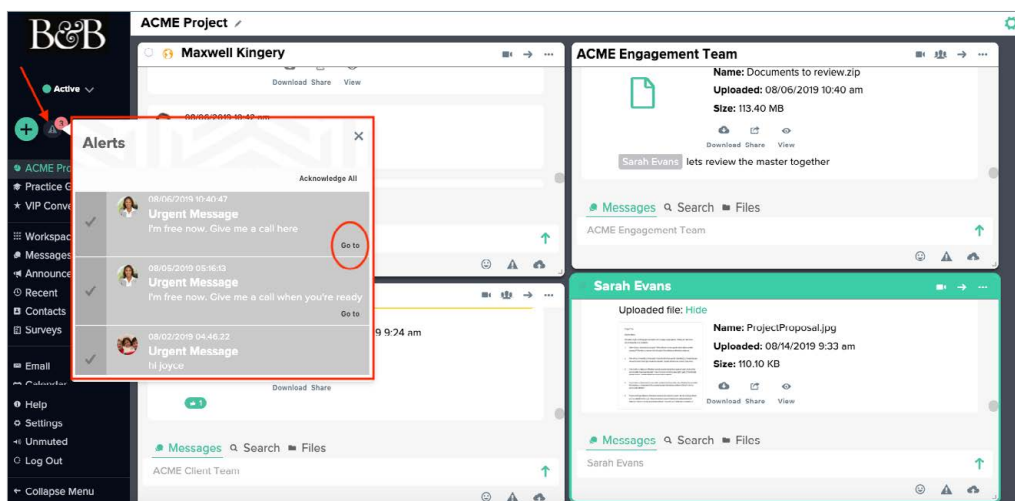 B&B
Active
3
ACME Pro
Practice G
VIP Conve
Workspac
Messages
Announce
Recent
Contacts
Surveys
Email
Calendar
Help
Settings
Unmuted
Log Out
Collapse Menu
ACME Project
Maxwell Kingery
Download Share View
08/06/2019 10:42 am
Alerts
Acknowledge All
08/06/2019 10:40:47
Urgent Message
I'm free now. Give me a call here
Go to
08/05/2019 05:16:13
Urgent Message
I'm free now. Give me a call when you're ready
Go to
08/02/2019 04:46:22
Urgent Message
hi joyce
9 9:24 am
Download Share
1
Messages Search Files
ACME Client Team
ACME Engagement Team
Name: Documents to review.zip
Uploaded: 08/06/2019 10:40 am
Size: 113.40 MB
Download Share View
Sarah Evans lets review the master together
Messages Search Files
ACME Engagement Team
Sarah Evans
Uploaded file: Hide
Name: ProjectProposal.jpg
Uploaded: 08/14/2019 9:33 am
Size: 110.10 KB
Download Share View
Messages Search Files
Sarah Evans